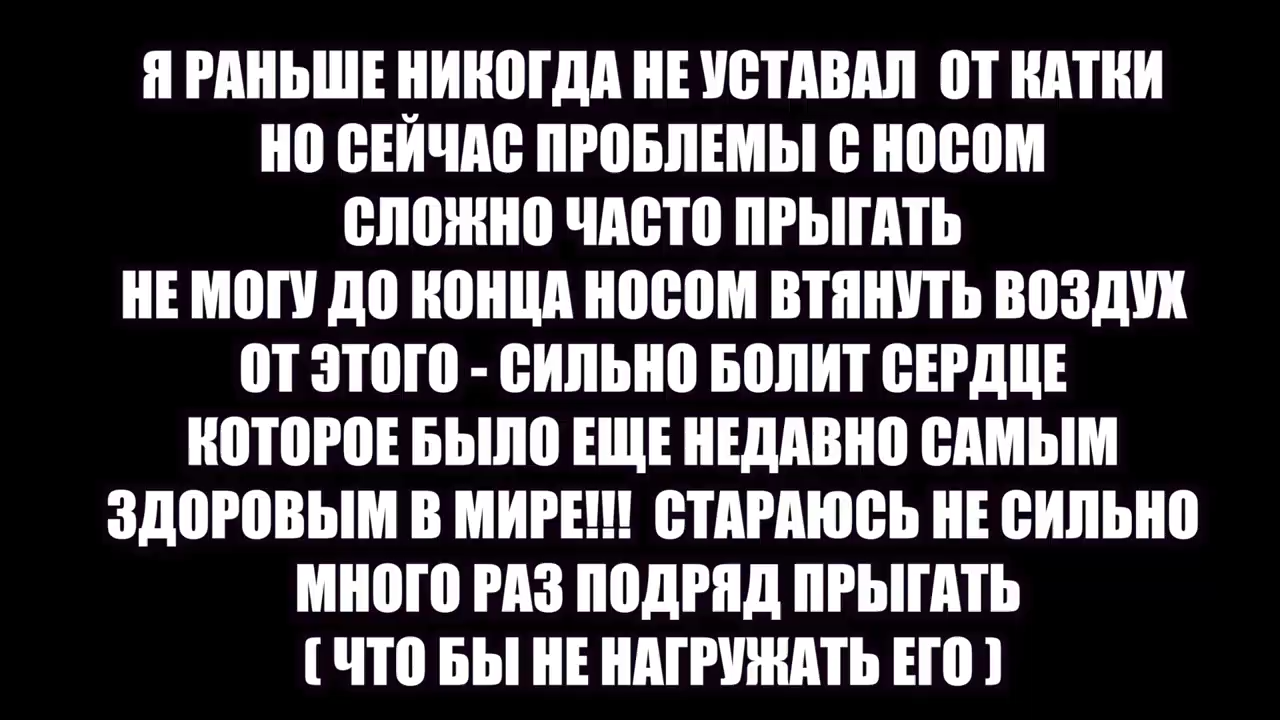 Я РАНЬШЕ НИКОГДА НЕ УСТАВАЛ ОТ КАТКИ
НО СЕЙЧАС ПРОБЛЕМЫ С НОСОМ
СЛОЖНО ЧАСТО ПРЫГАТЬ
НЕ МОГУ ДО КОНЦА НОСОМ ВТЯНУТЬ ВОЗДУХ
ОТ ЭТОГО - СИЛЬНО БОЛИТ СЕРДЦЕ
КОТОРОЕ БЫЛО ЕЩЕ НЕДАВНО САМЫМ
ЗДОРОВЫМ В МИРЕ!!! СТАРАЮСЬ НЕ СИЛЬНО
МНОГО РАЗ ПОДРЯД ПРЫГАТЬ
( ЧТО БЫ НЕ НАГРУЖАТЬ ЕГО )